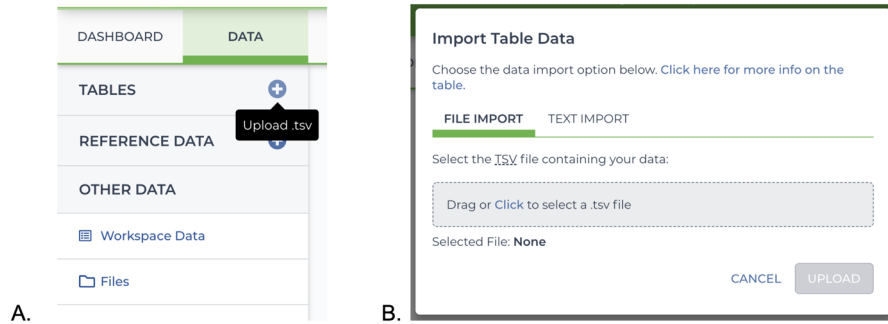 DASHBOARD DATA
TABLES
Upload .tsv
REFERENCE DATA
OTHER DATA
Workspace Data
Files
A.
Import Table Data
Choose the data import option below. Click here for more info on the
table.
FILE IMPORT TEXT IMPORT
Select the TSV file containing your data:
Drag or Click to select a .tsv file
Selected File: None
CANCEL UPLOAD
B.